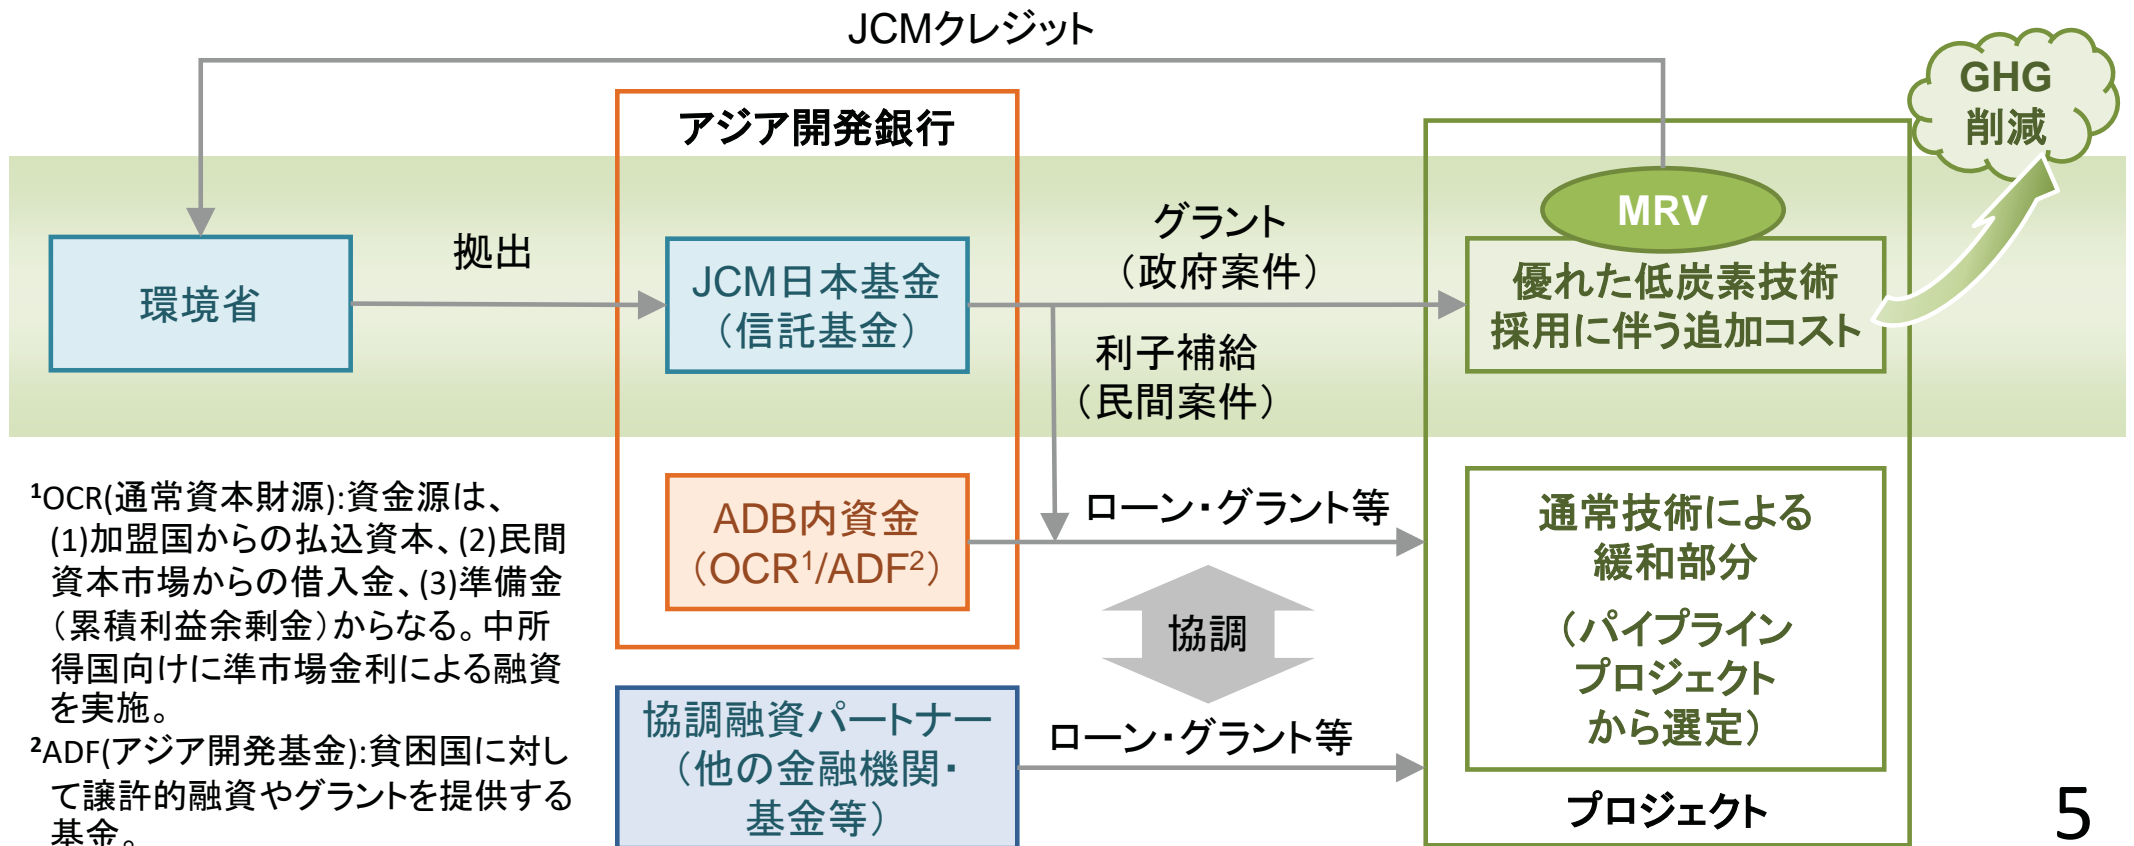 JCMクレジット
GHG
削減
アジア開発銀行
MRV
環境省
拠出
JCM日本基金
（信託基金）
グラント
（政府案件）
利子補給
（民間案件）
優れた低炭素技術
採用に伴う追加コスト
ADB内資金
（OCR¹/ADF²）
ローン・グラント等
協調
通常技術による
緩和部分
（パイプライン
プロジェクト
から選定）
協調融資パートナー
（他の金融機関・
基金等）
ローン・グラント等
プロジェクト
¹OCR(通常資本財源):資金源は、
(1)加盟国からの払込資本、(2)民間
資本市場からの借入金、(3)準備金
（累積利益余剰金）からなる。中所
得国向けに準市場金利による融資
を実施。
²ADF(アジア開発基金):貧困国に対し
て譲許的融資やグラントを提供する
基金。
5